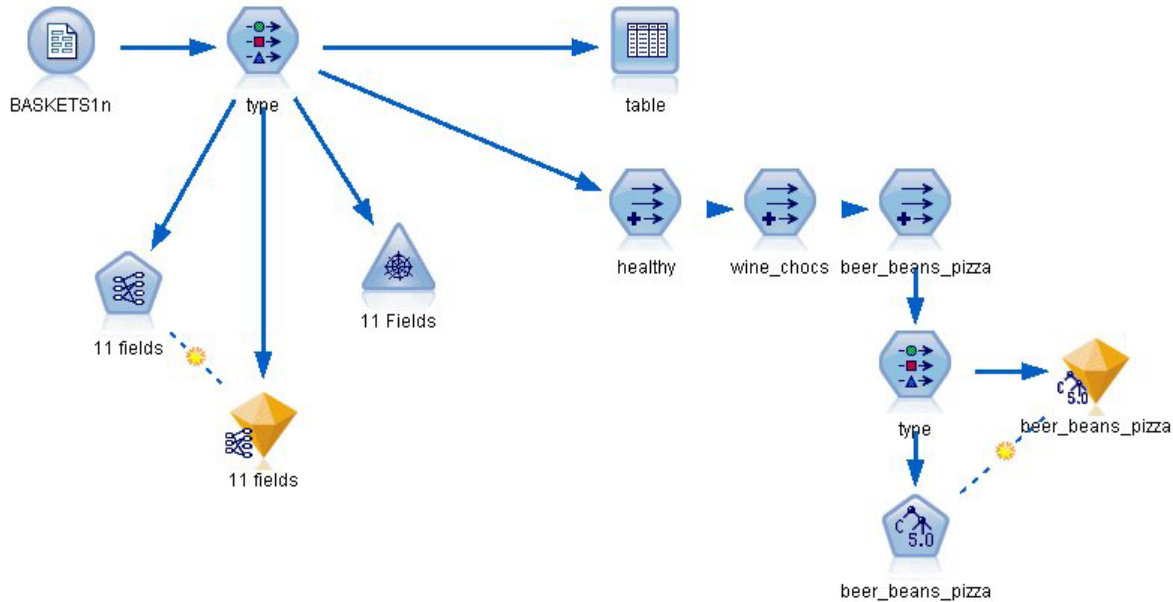 BASKETS1n
type
table
healthy
wine_chocs
beer_beans_pizza
11 fields
11 Fields
11 fields
type
C 5.0
beer_beans_pizza
C 5.0
beer_beans_pizza